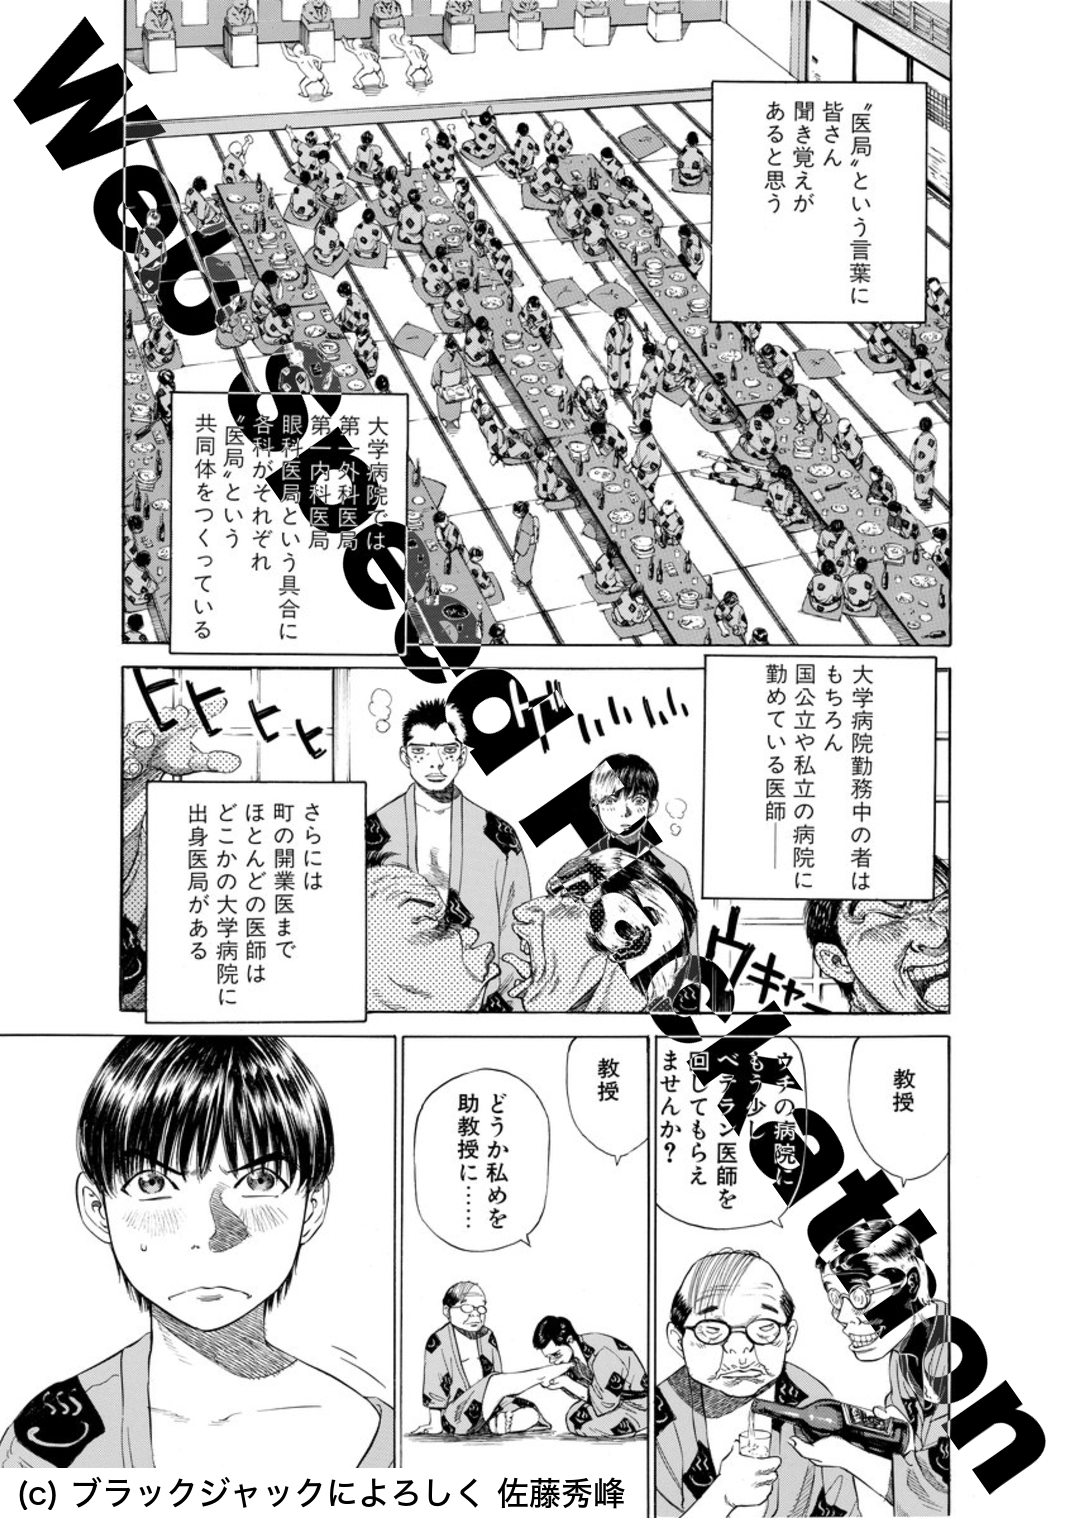 〝医局〟という言葉に
皆さん
聞き覚えが
あると思う
大学病院では
第一外科医局
第一内科医局
眼科医局という具合に
各科がそれぞれ
〝医局〟という
共同体をつくっている
大学病院勤務中の者は
もちろん
国公立や私立の病院に
勤めている医師――
ゲ
ハハハハ
ヒヒヒヒ
ウキャー
さらには
町の開業医まで
ほとんどの医師は
どこかの大学病院に
出身医局がある
教授
ウチの病院に
もう少し
ベテラン医師を
回してもらえ
ませんか?
教授
どうか私めを
助教授に……
Web Speed Translation
(c) ブラックジャックによろしく 佐藤秀峰